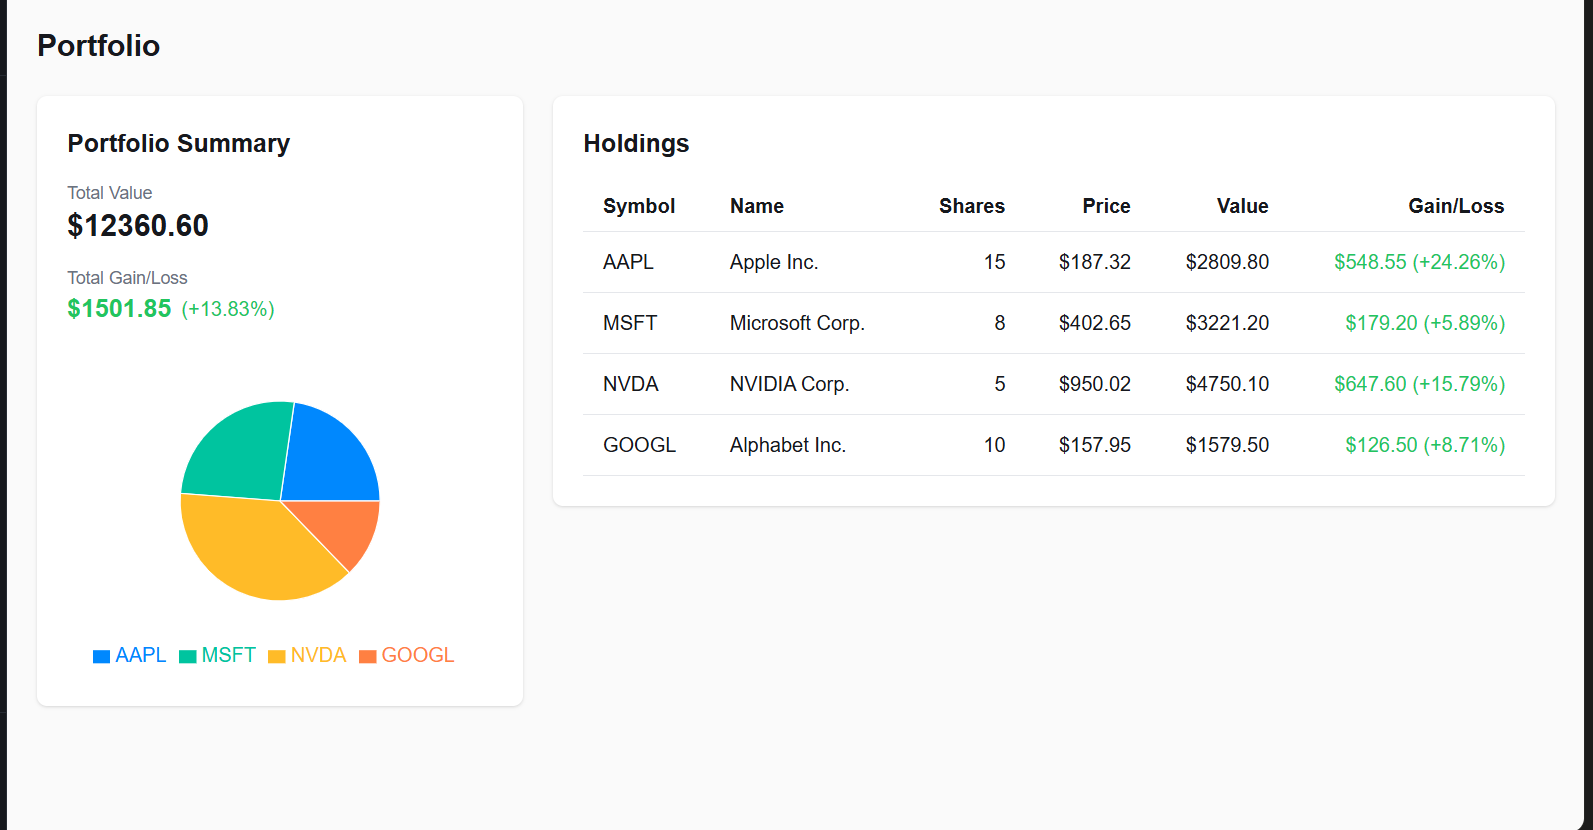 Portfolio
Portfolio Summary
Total Value
$12360.60
Total Gain/Loss
$1501.85 (+13.83%)
AAPL MSFT NVDA GOOGL
Holdings
Symbol Name Shares Price Value Gain/Loss
AAPL Apple Inc. 15 $187.32 $2809.80 $548.55 (+24.26%)
MSFT Microsoft Corp. 8 $402.65 $3221.20 $179.20 (+5.89%)
NVDA NVIDIA Corp. 5 $950.02 $4750.10 $647.60 (+15.79%)
GOOGL Alphabet Inc. 10 $157.95 $1579.50 $126.50 (+8.71%)